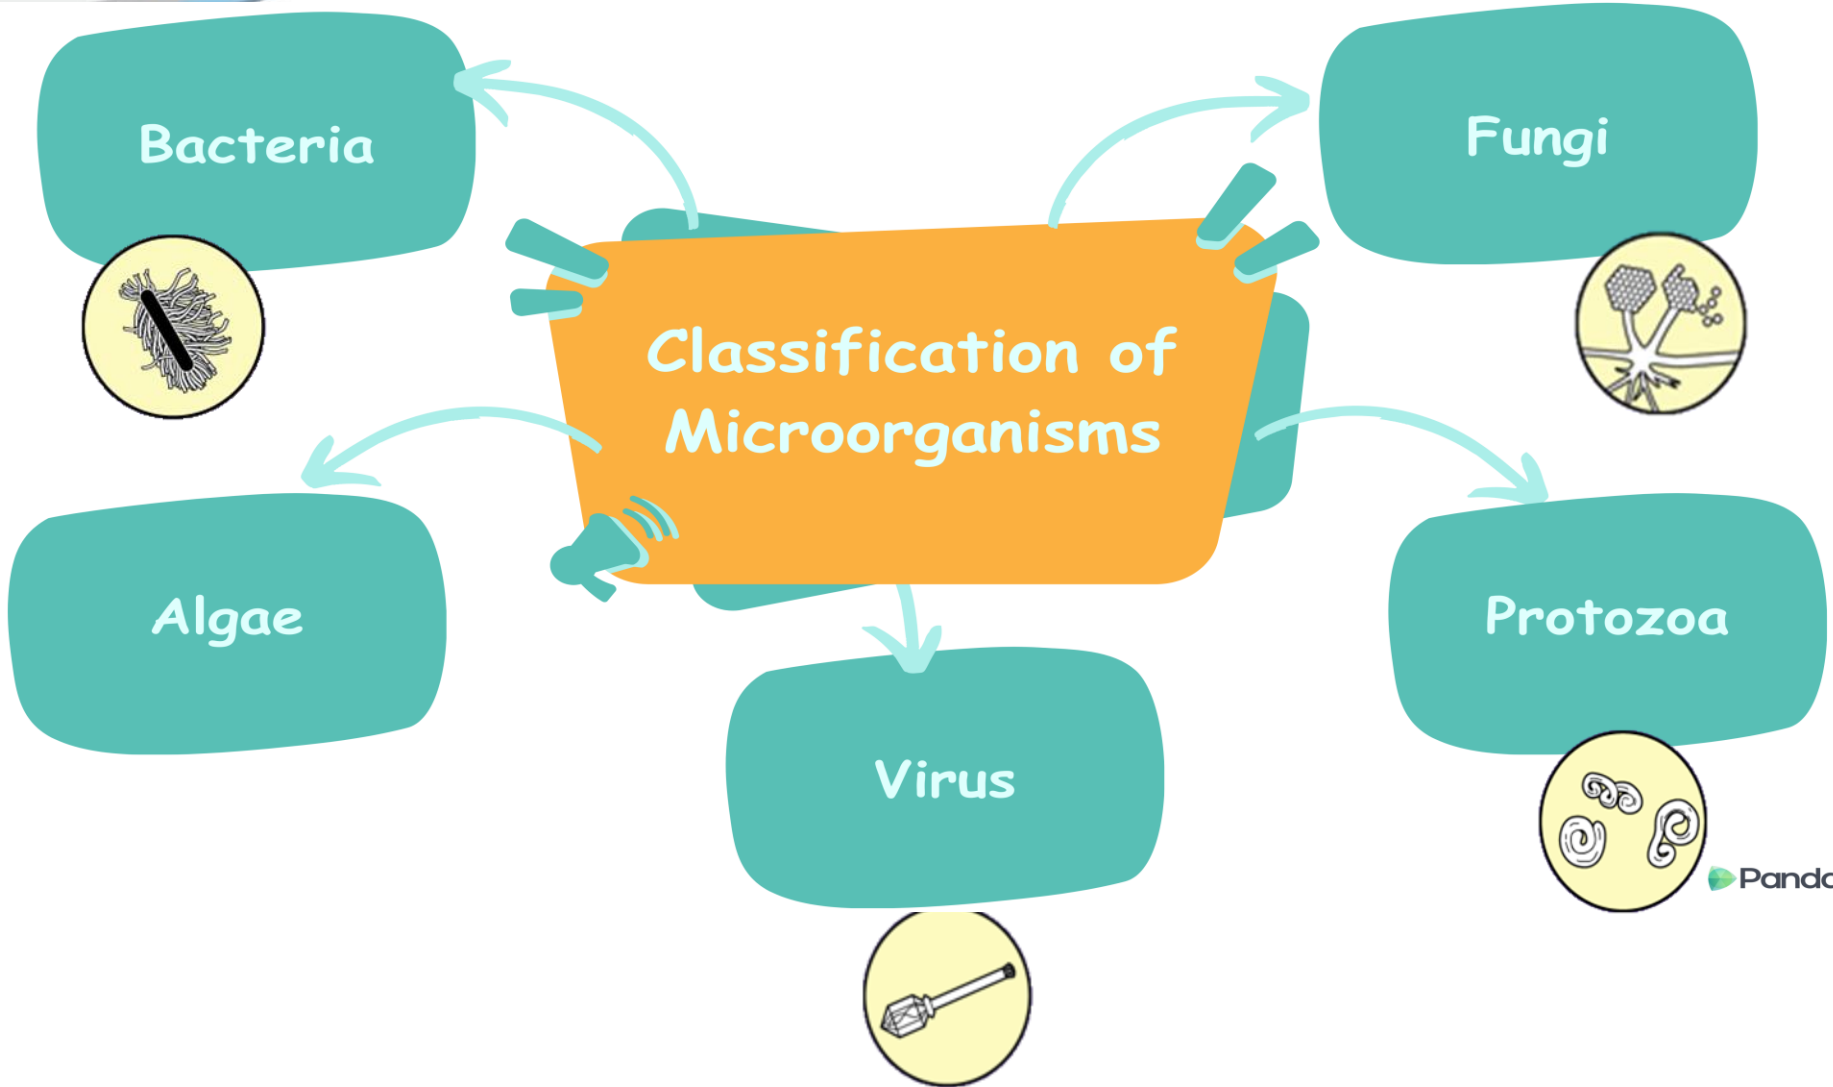 Bacteria
Fungi
Classification of
Microorganisms
Algae
Protozoa
Virus